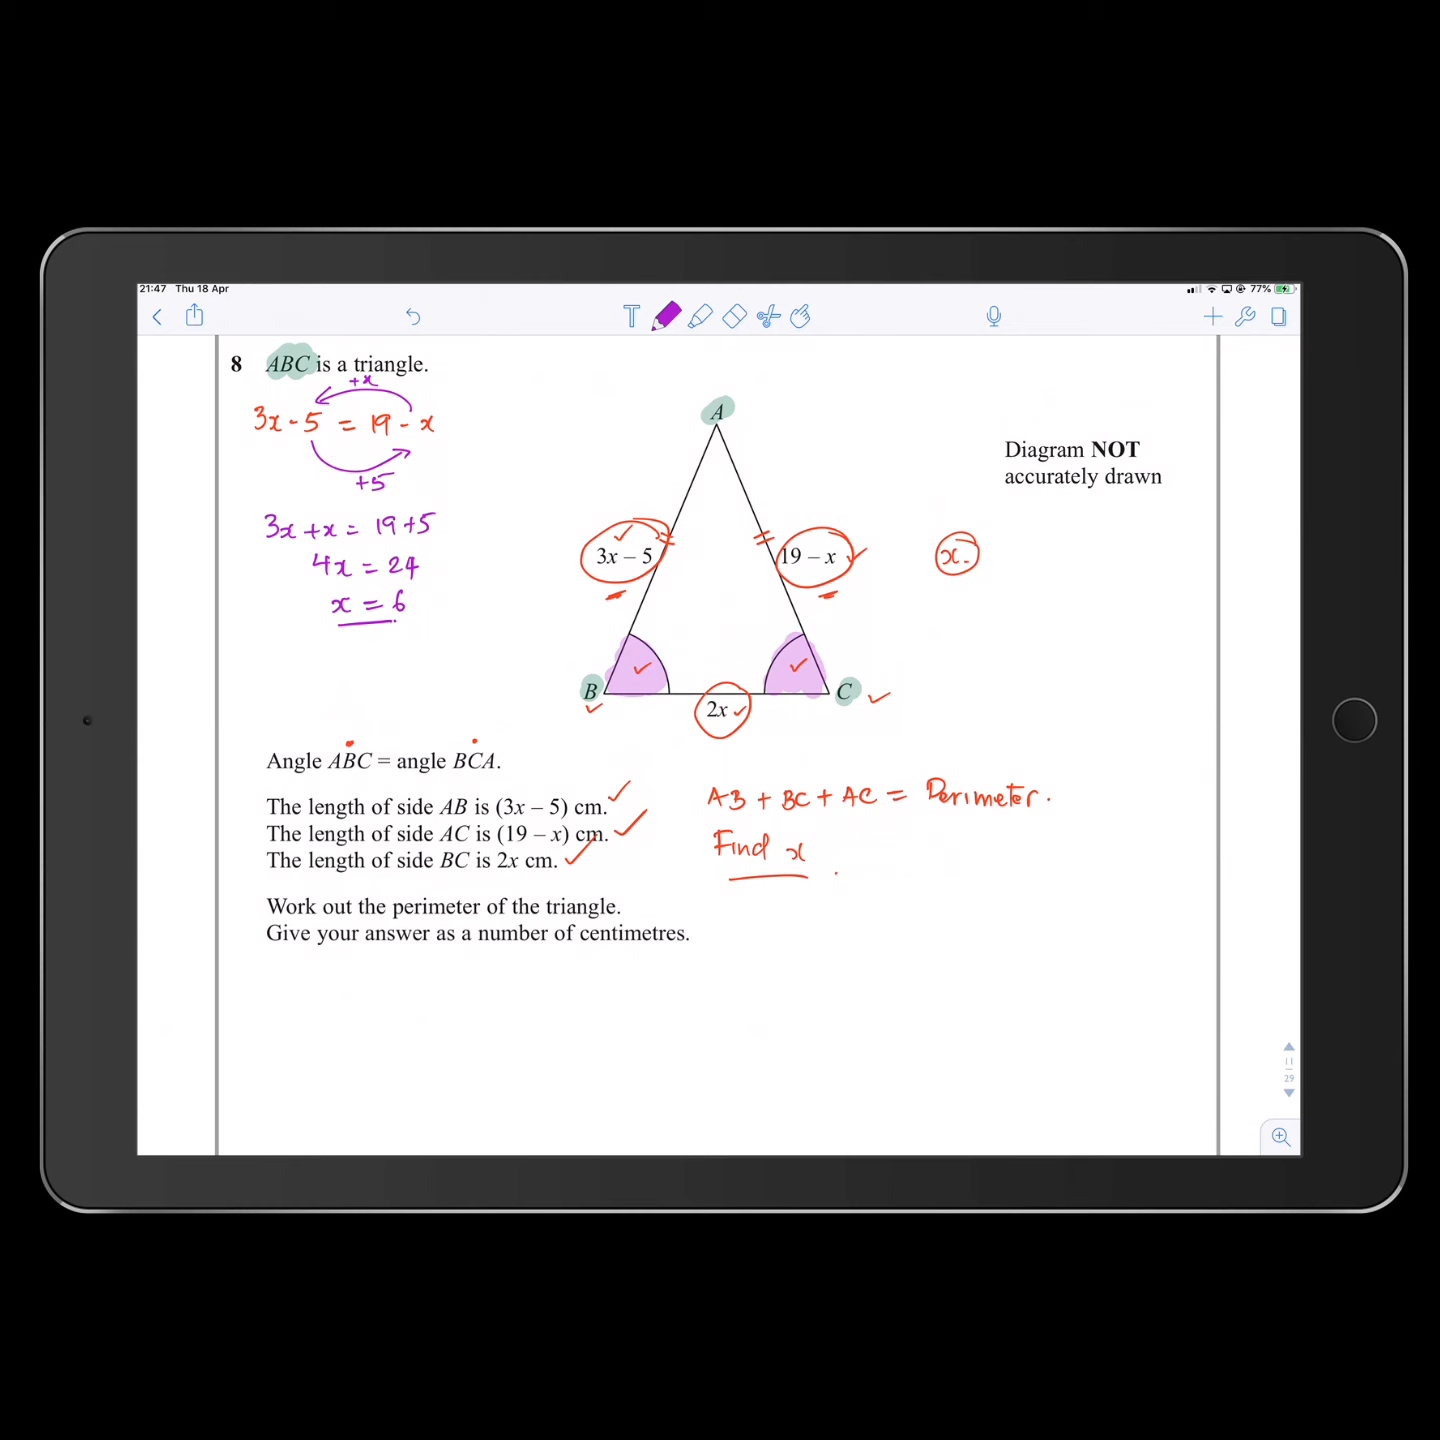 21:47 Thu 18 Apr
77%
T
8 ABC is a triangle.
+x
3x - 5 = 19 - x
+5
3x + x = 19 + 5
4x = 24
x = 6
A
Diagram NOT
accurately drawn
3x – 5
19 – x
x
B
C
2x
Angle ABC = angle BCA.
The length of side AB is (3x – 5) cm.
The length of side AC is (19 – x) cm.
The length of side BC is 2x cm.
AB + BC + AC = Perimeter.
Find x
Work out the perimeter of the triangle.
Give your answer as a number of centimetres.
11
29